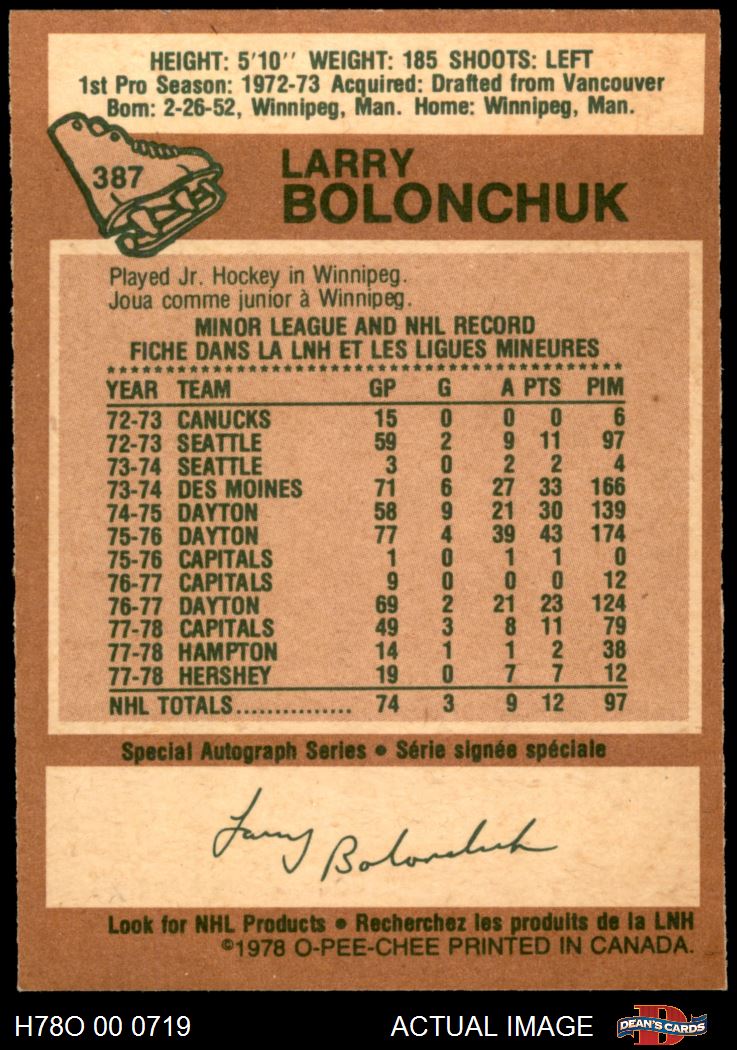 HEIGHT: 5'10'' WEIGHT: 185 SHOOTS: LEFT
1st Pro Season: 1972-73 Acquired: Drafted from Vancouver
Born: 2-26-52, Winnipeg, Man. Home: Winnipeg, Man.
387
LARRY
BOLONCHUK
Played Jr. Hockey in Winnipeg.
Joua comme junior à Winnipeg.
MINOR LEAGUE AND NHL RECORD
FICHE DANS LA LNH ET LES LIGUES MINEURES
YEAR TEAM GP G A PTS PIM
72-73 CANUCKS 15 0 0 0 6
72-73 SEATTLE 59 2 9 11 97
73-74 SEATTLE 3 0 2 2 4
73-74 DES MOINES 71 6 27 33 166
74-75 DAYTON 58 9 21 30 139
75-76 DAYTON 77 4 39 43 174
75-76 CAPITALS 1 0 1 1 0
76-77 CAPITALS 9 0 0 0 12
76-77 DAYTON 69 2 21 23 124
77-78 CAPITALS 49 3 8 11 79
77-78 HAMPTON 14 1 1 2 38
77-78 HERSHEY 19 0 7 7 12
NHL TOTALS............... 74 3 9 12 97
Special Autograph Series • Série signée spéciale
Larry Bolonchuk
Look for NHL Products • Recherchez les produits de la LNH
©1978 O-PEE-CHEE PRINTED IN CANADA.
H78O 00 0719 ACTUAL IMAGE DEAN'S CARDS